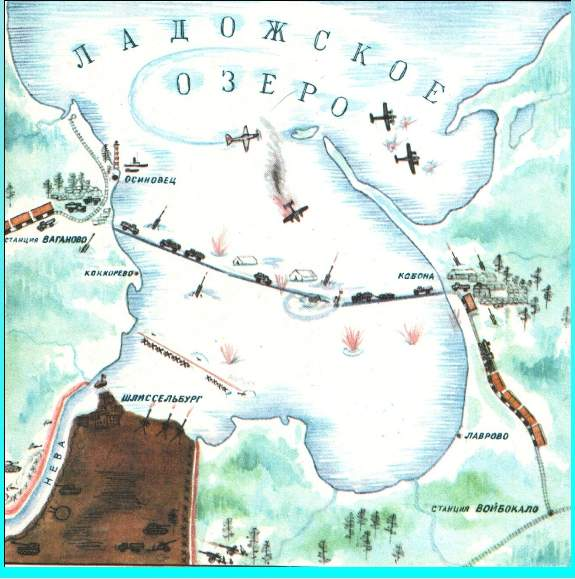 ЛАДОЖСКОЕ
ОЗЕРО
ОСИНОВЕЦ
СТАНЦИЯ ВАГАНОВО
КОККОРЕВО
КОБОНА
ШЛИССЕЛЬБУРГ
НЕВА
ЛАВРОВО
СТАНЦИЯ ВОЙБОКАЛО